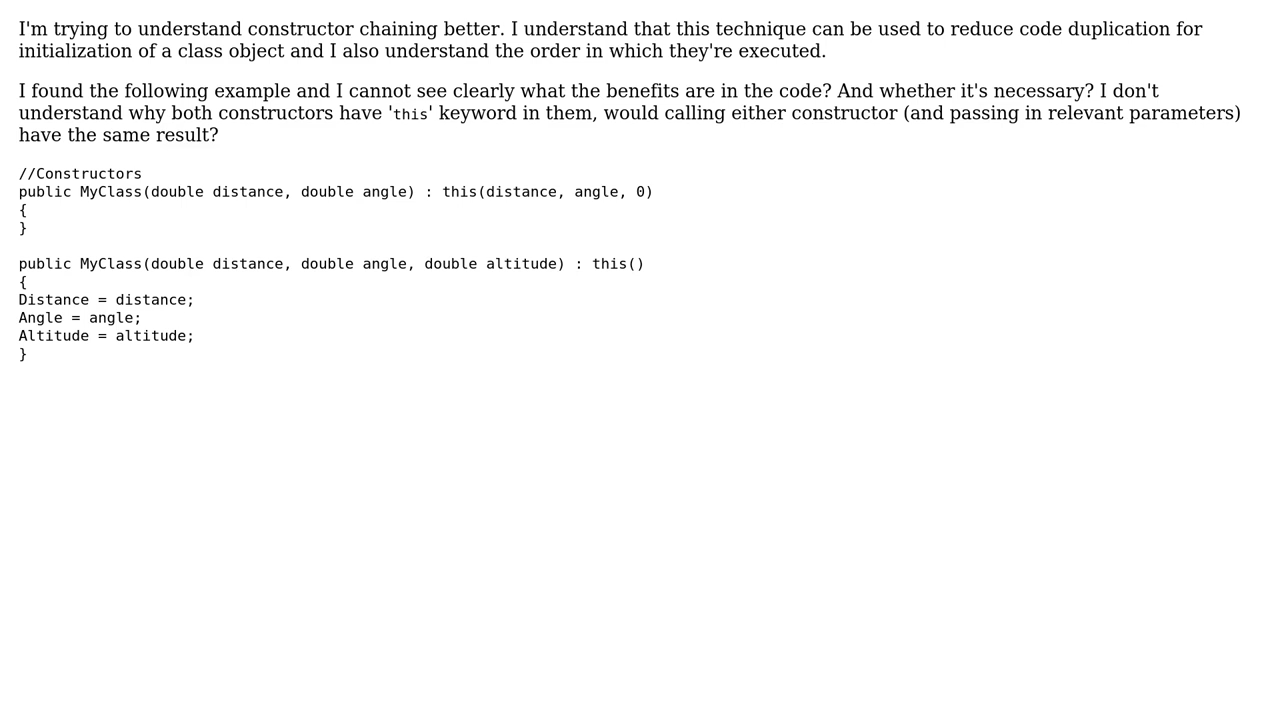 I'm trying to understand constructor chaining better. I understand that this technique can be used to reduce code duplication for
initialization of a class object and I also understand the order in which they're executed.
I found the following example and I cannot see clearly what the benefits are in the code? And whether it's necessary? I don't
understand why both constructors have 'this' keyword in them, would calling either constructor (and passing in relevant parameters)
have the same result?
//Constructors
public MyClass(double distance, double angle) : this(distance, angle, 0)
{
}
public MyClass(double distance, double angle, double altitude) : this()
{
Distance = distance;
Angle = angle;
Altitude = altitude;
}